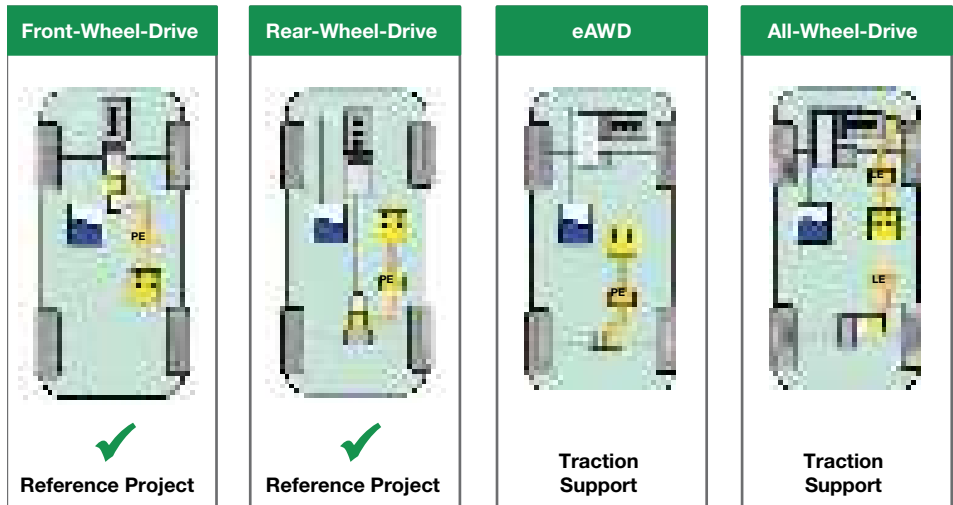 Front-Wheel-Drive
PE
Reference Project
Rear-Wheel-Drive
PE
Reference Project
eAWD
PE
Traction
Support
All-Wheel-Drive
LE
LE
Traction
Support